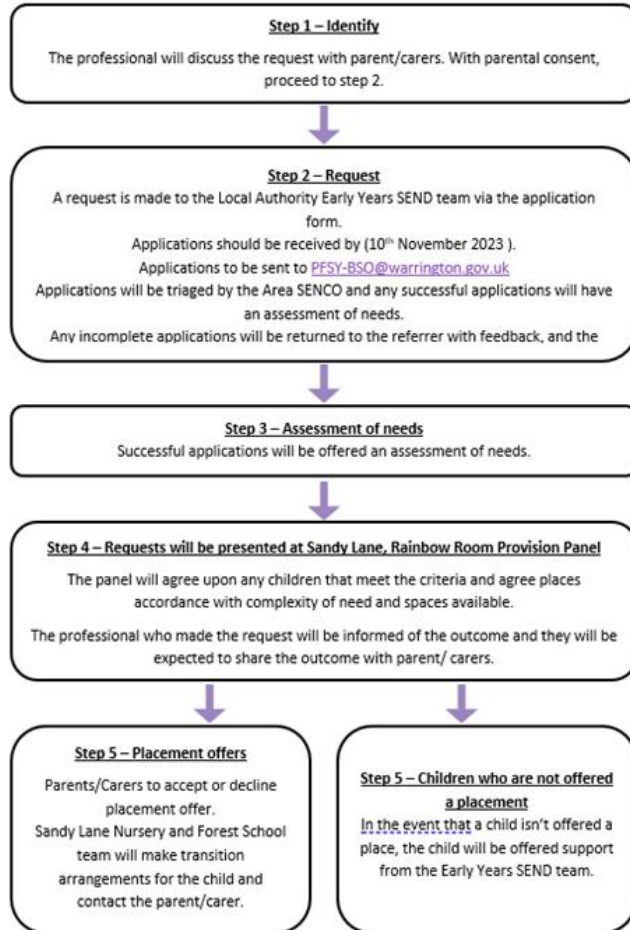 Step 1 – Identify
The professional will discuss the request with parent/carers. With parental consent,
proceed to step 2.
Step 2 – Request
A request is made to the Local Authority Early Years SEND team via the application
form.
Applications should be received by (10th November 2023 ).
Applications to be sent to PFSY-BSO@warrington.gov.uk
Applications will be triaged by the Area SENCO and any successful applications will have
an assessment of needs.
Any incomplete applications will be returned to the referrer with feedback, and the
Step 3 – Assessment of needs
Successful applications will be offered an assessment of needs.
Step 4 – Requests will be presented at Sandy Lane, Rainbow Room Provision Panel
The panel will agree upon any children that meet the criteria and agree places
accordance with complexity of need and spaces available.
The professional who made the request will be informed of the outcome and they will be
expected to share the outcome with parent/ carers.
Step 5 – Placement offers
Parents/Carers to accept or decline
placement offer.
Sandy Lane Nursery and Forest School
team will make transition
arrangements for the child and
contact the parent/carer.
Step 5 – Children who are not offered
a placement
In the event that a child isn't offered a
place, the child will be offered support
from the Early Years SEND team.